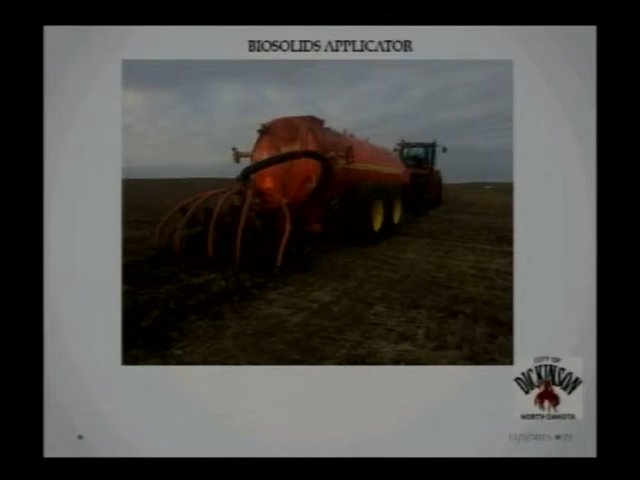 BIOSOLIDS APPLICATOR
CITY OF
DICKINSON
NORTH DAKOTA